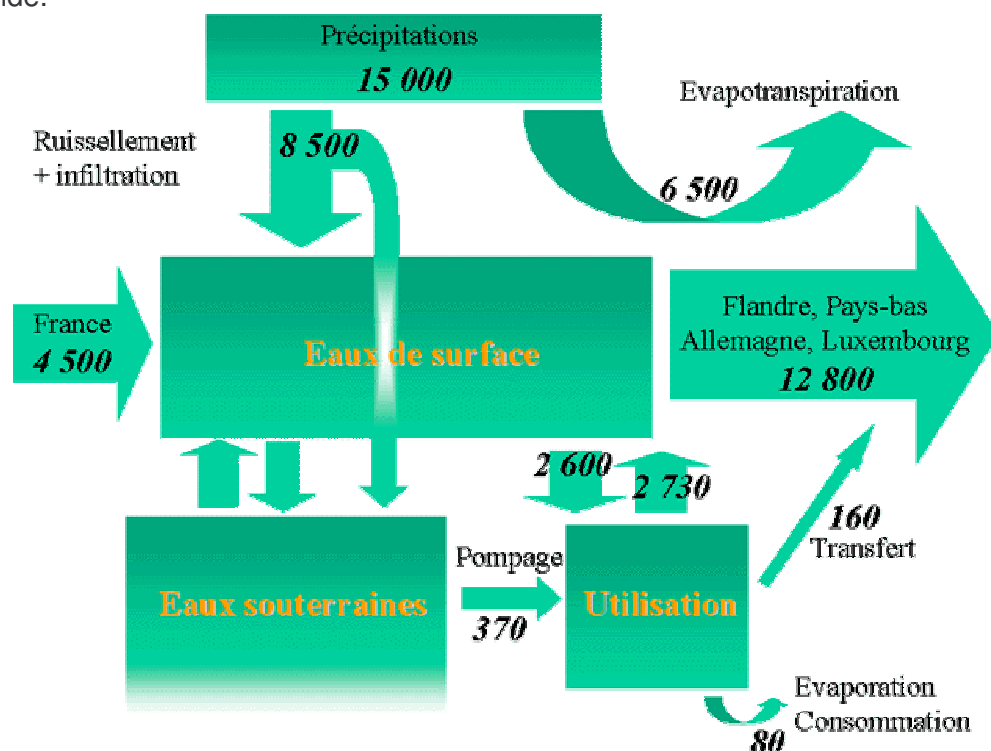 Précipitations
15 000
Evapotranspiration
Ruissellement
+ infiltration
8 500
6 500
France
4 500
Eaux de surface
Flandre, Pays-bas
Allemagne, Luxembourg
12 800
2 600
2 730
160
Transfert
Pompage
370
Eaux souterraines
Utilisation
Evaporation
Consommation
80